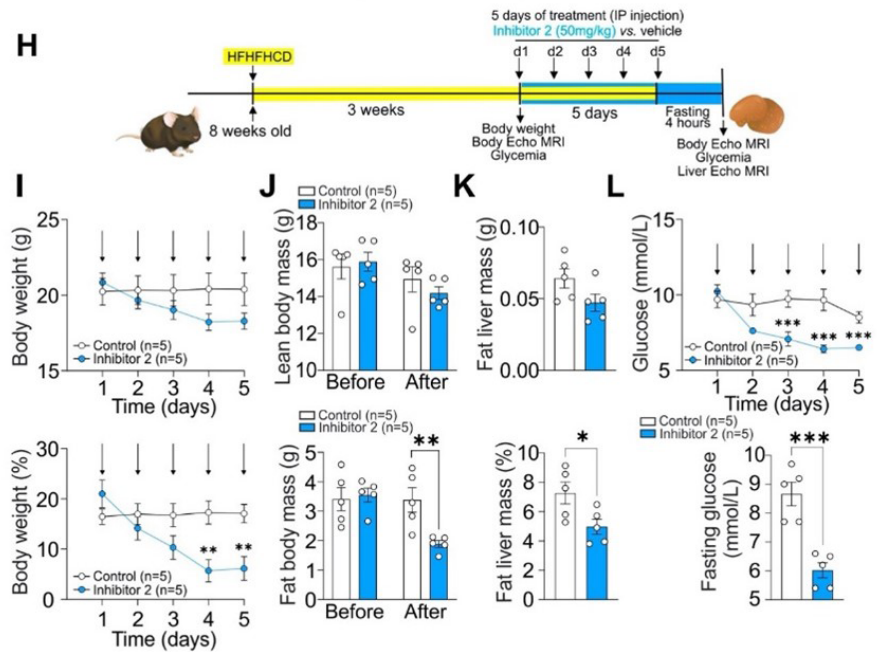 H
5 days of treatment (IP injection)
Inhibitor 2 (50mg/kg) vs. vehicle
d1 d2 d3 d4 d5
HFHFHCD
3 weeks
5 days
Fasting
4 hours
8 weeks old
Body weight
Body Echo MRI
Glycemia
Body Echo MRI
Glycemia
Liver Echo MRI
I
Body weight (g)
25
20
15
Control (n=5)
Inhibitor 2 (n=5)
1 2 3 4 5
Time (days)
Body weight (%)
30
20
10
0
** **
Control (n=5)
Inhibitor 2 (n=5)
1 2 3 4 5
Time (days)
J
Control (n=5)
Inhibitor 2 (n=5)
Lean body mass (g)
18
16
14
12
10
Before After
Control (n=5)
Inhibitor 2 (n=5)
Fat body mass (g)
5
4
3
2
1
0
**
Before After
K
Fat liver mass (g)
0.10
0.05
0.00
Fat liver mass (%)
10
8
6
4
2
0
*
L
Glucose (mmol/L)
15
10
5
*** *** ***
Control (n=5)
Inhibitor 2 (n=5)
1 2 3 4 5
Time (days)
Control (n=5)
Inhibitor 2 (n=5)
Fasting glucose
(mmol/L)
10
9
8
7
6
5
***